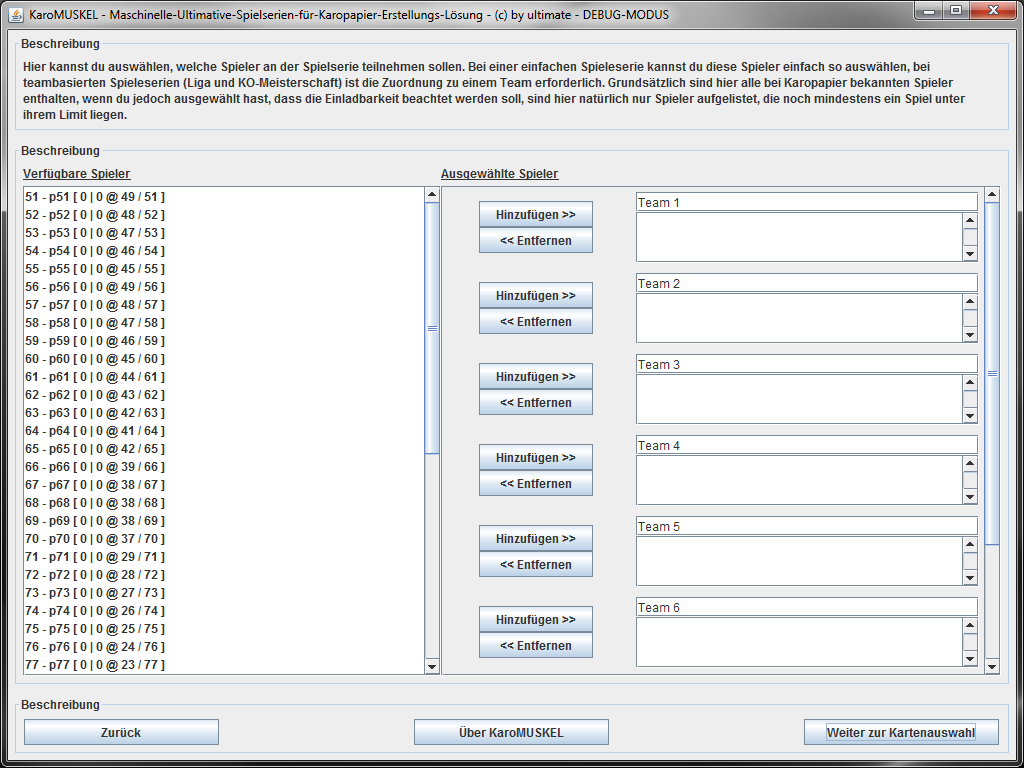 KaroMUSKEL - Maschinelle-Ultimative-Spielserien-für-Karopapier-Erstellungs-Lösung - (c) by ultimate - DEBUG-MODUS
Beschreibung
Hier kannst du auswählen, welche Spieler an der Spielserie teilnehmen sollen. Bei einer einfachen Spieleserie kannst du diese Spieler einfach so auswählen, bei
teambasierten Spieleserien (Liga und KO-Meisterschaft) ist die Zuordnung zu einem Team erforderlich. Grundsätzlich sind hier alle bei Karopapier bekannten Spieler
enthalten, wenn du jedoch ausgewählt hast, dass die Einladbarkeit beachtet werden soll, sind hier natürlich nur Spieler aufgelistet, die noch mindestens ein Spiel unter
ihrem Limit liegen.
Beschreibung
Verfügbare Spieler
51 - p51 [ 0 | 0 @ 49 / 51 ]
52 - p52 [ 0 | 0 @ 48 / 52 ]
53 - p53 [ 0 | 0 @ 47 / 53 ]
54 - p54 [ 0 | 0 @ 46 / 54 ]
55 - p55 [ 0 | 0 @ 45 / 55 ]
56 - p56 [ 0 | 0 @ 49 / 56 ]
57 - p57 [ 0 | 0 @ 48 / 57 ]
58 - p58 [ 0 | 0 @ 47 / 58 ]
59 - p59 [ 0 | 0 @ 46 / 59 ]
60 - p60 [ 0 | 0 @ 45 / 60 ]
61 - p61 [ 0 | 0 @ 44 / 61 ]
62 - p62 [ 0 | 0 @ 43 / 62 ]
63 - p63 [ 0 | 0 @ 42 / 63 ]
64 - p64 [ 0 | 0 @ 41 / 64 ]
65 - p65 [ 0 | 0 @ 42 / 65 ]
66 - p66 [ 0 | 0 @ 39 / 66 ]
67 - p67 [ 0 | 0 @ 38 / 67 ]
68 - p68 [ 0 | 0 @ 38 / 68 ]
69 - p69 [ 0 | 0 @ 38 / 69 ]
70 - p70 [ 0 | 0 @ 37 / 70 ]
71 - p71 [ 0 | 0 @ 29 / 71 ]
72 - p72 [ 0 | 0 @ 28 / 72 ]
73 - p73 [ 0 | 0 @ 27 / 73 ]
74 - p74 [ 0 | 0 @ 26 / 74 ]
75 - p75 [ 0 | 0 @ 25 / 75 ]
76 - p76 [ 0 | 0 @ 24 / 76 ]
77 - p77 [ 0 | 0 @ 23 / 77 ]
Ausgewählte Spieler
Hinzufügen >>
<< Entfernen
Team 1
Hinzufügen >>
<< Entfernen
Team 2
Hinzufügen >>
<< Entfernen
Team 3
Hinzufügen >>
<< Entfernen
Team 4
Hinzufügen >>
<< Entfernen
Team 5
Hinzufügen >>
<< Entfernen
Team 6
Beschreibung
Zurück
Über KaroMUSKEL
Weiter zur Kartenauswahl